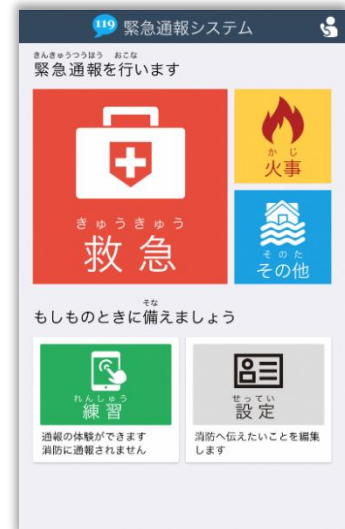 119 緊急通報システム
きんきゅうつうほう おこな
緊急通報を行います
きゅうきゅう
救急
かじ
火事
そのた
その他
そな
もしものときに備えましょう
れんしゅう
練習
通報の体験ができます
消防に通報されません
せってい
設定
消防へ伝えたいことを編集
します